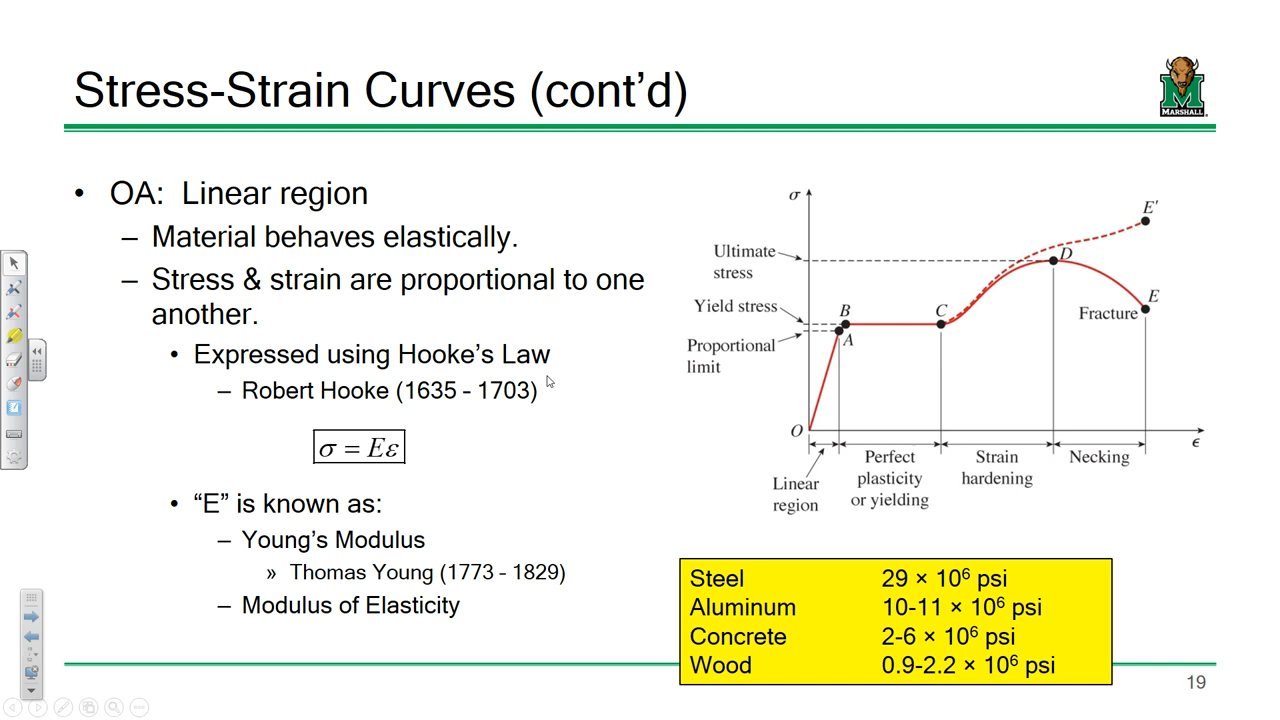 Stress-Strain Curves (cont'd)
MARSHALL
• OA: Linear region
– Material behaves elastically.
– Stress & strain are proportional to one
another.
• Expressed using Hooke's Law
– Robert Hooke (1635 - 1703)
σ = Eε
• "E" is known as:
– Young's Modulus
» Thomas Young (1773 - 1829)
– Modulus of Elasticity
σ
E'
Ultimate
stress
D
Yield stress
B
C
E
Fracture
A
Proportional
limit
O
ϵ
Perfect
plasticity
or yielding
Strain
hardening
Necking
Linear
region
Steel 29 × 10⁶ psi
Aluminum 10-11 × 10⁶ psi
Concrete 2-6 × 10⁶ psi
Wood 0.9-2.2 × 10⁶ psi
19